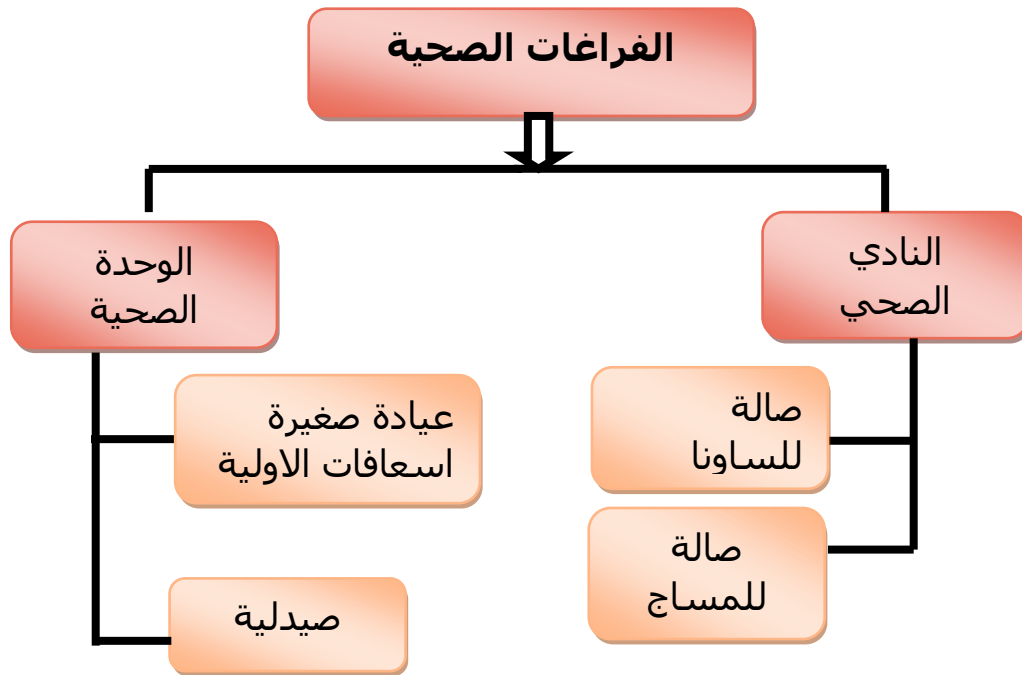 الفراغات الصحية
النادي
الصحي
صالة
للساونا
صالة
للمساج
الوحدة
الصحية
عيادة صغيرة
اسعافات الاولية
صيدلية